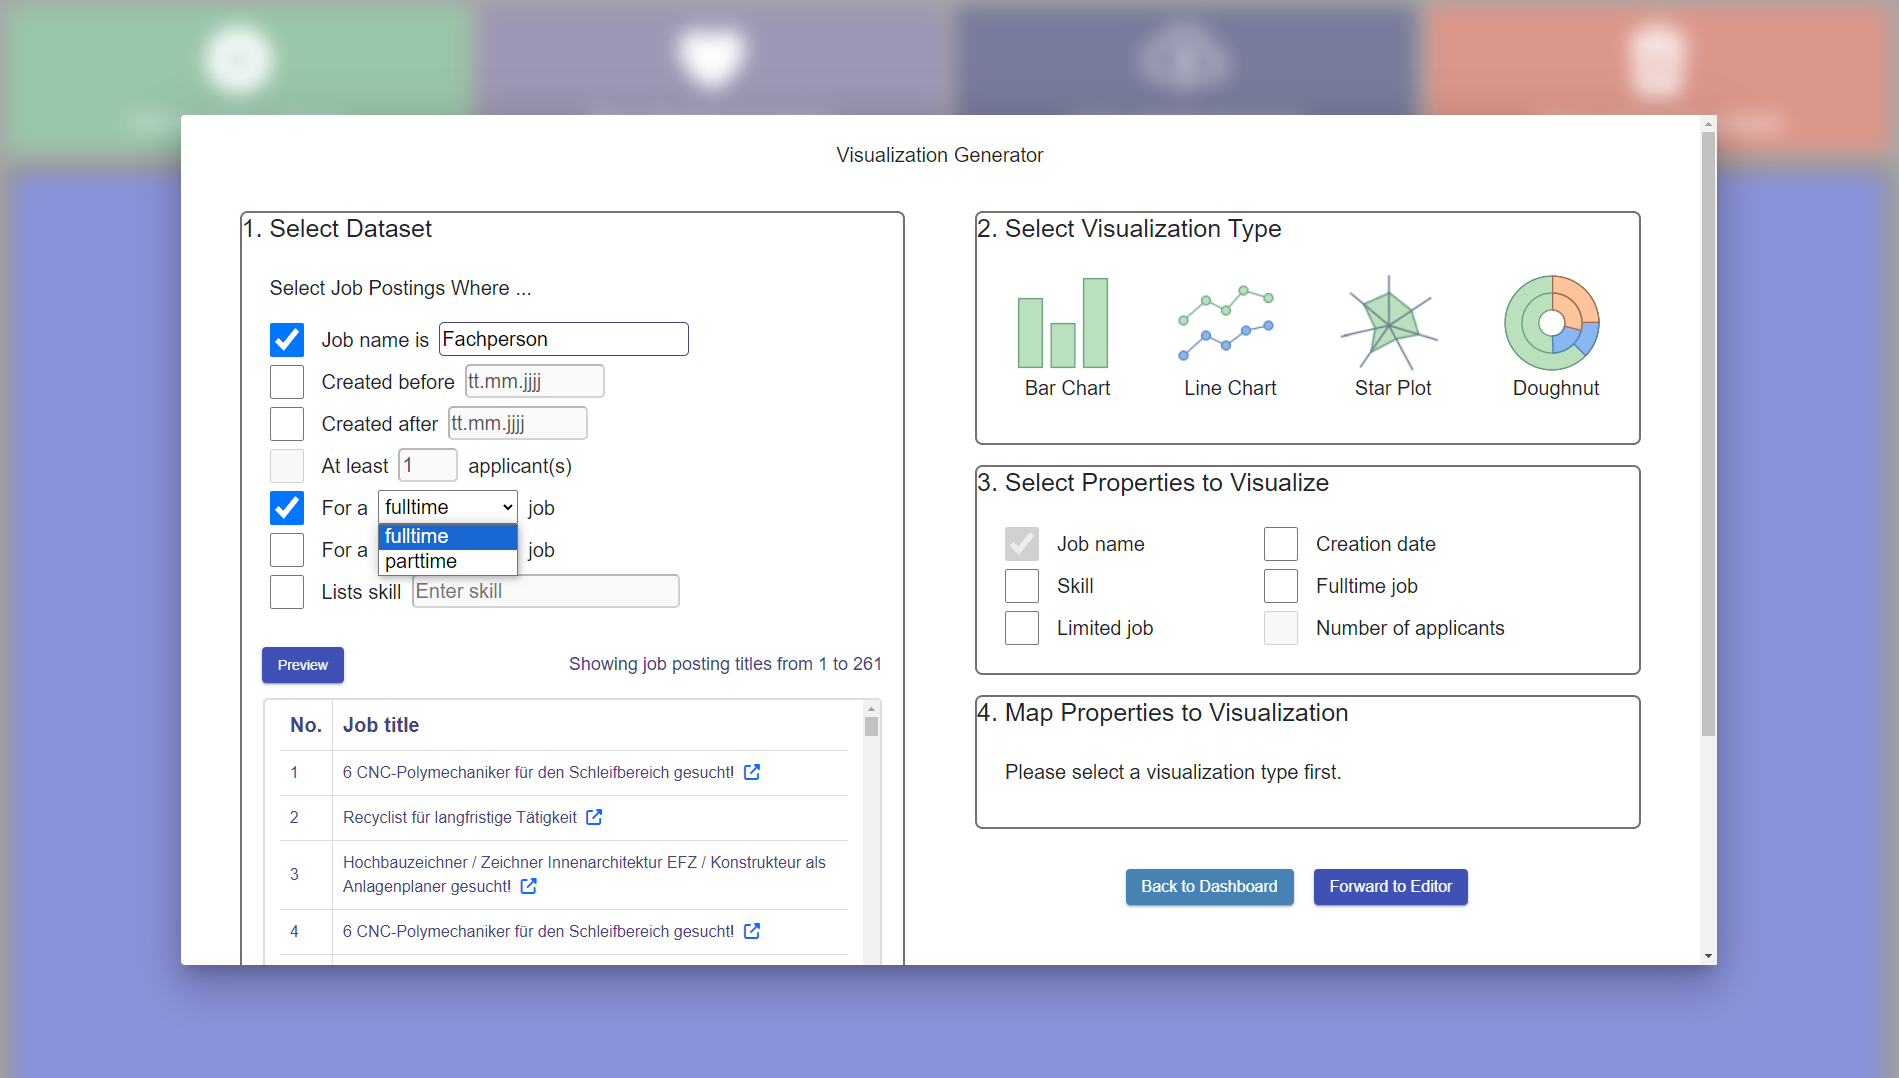 Visualization Generator
1. Select Dataset
Select Job Postings Where ...
Job name is Fachperson
Created before tt.mm.jjjj
Created after tt.mm.jjjj
At least 1 applicant(s)
For a fulltime job
fulltime
parttime
For a job
Lists skill Enter skill
Preview
Showing job posting titles from 1 to 261
No. Job title
1 6 CNC-Polymechaniker für den Schleifbereich gesucht!
2 Recyclist für langfristige Tätigkeit
3 Hochbauzeichner / Zeichner Innenarchitektur EFZ / Konstrukteur als
Anlagenplaner gesucht!
4 6 CNC-Polymechaniker für den Schleifbereich gesucht!
2. Select Visualization Type
Bar Chart
Line Chart
Star Plot
Doughnut
3. Select Properties to Visualize
Job name
Creation date
Skill
Fulltime job
Limited job
Number of applicants
4. Map Properties to Visualization
Please select a visualization type first.
Back to Dashboard
Forward to Editor